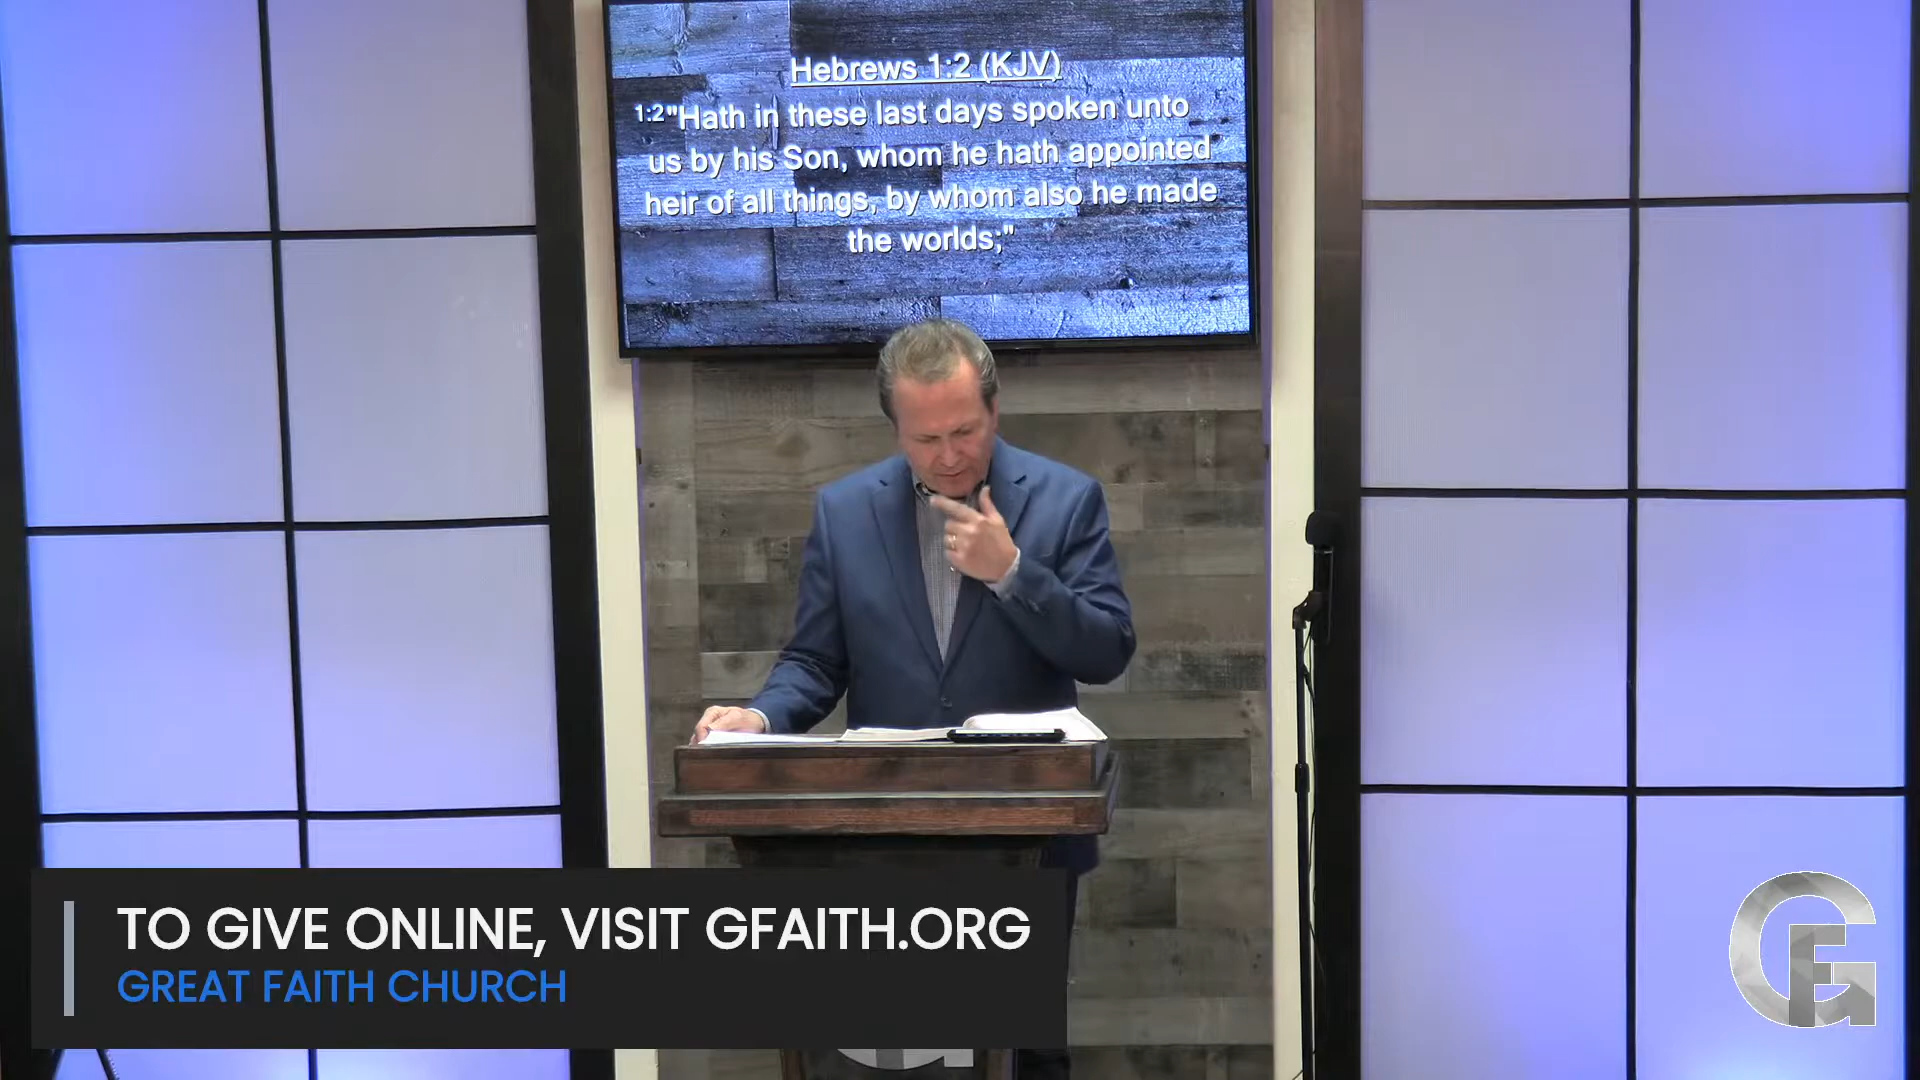 Hebrews 1:2 (KJV)
1:2"Hath in these last days spoken unto
us by his Son, whom he hath appointed
heir of all things, by whom also he made
the worlds;"
TO GIVE ONLINE, VISIT GFAITH.ORG
GREAT FAITH CHURCH
GF